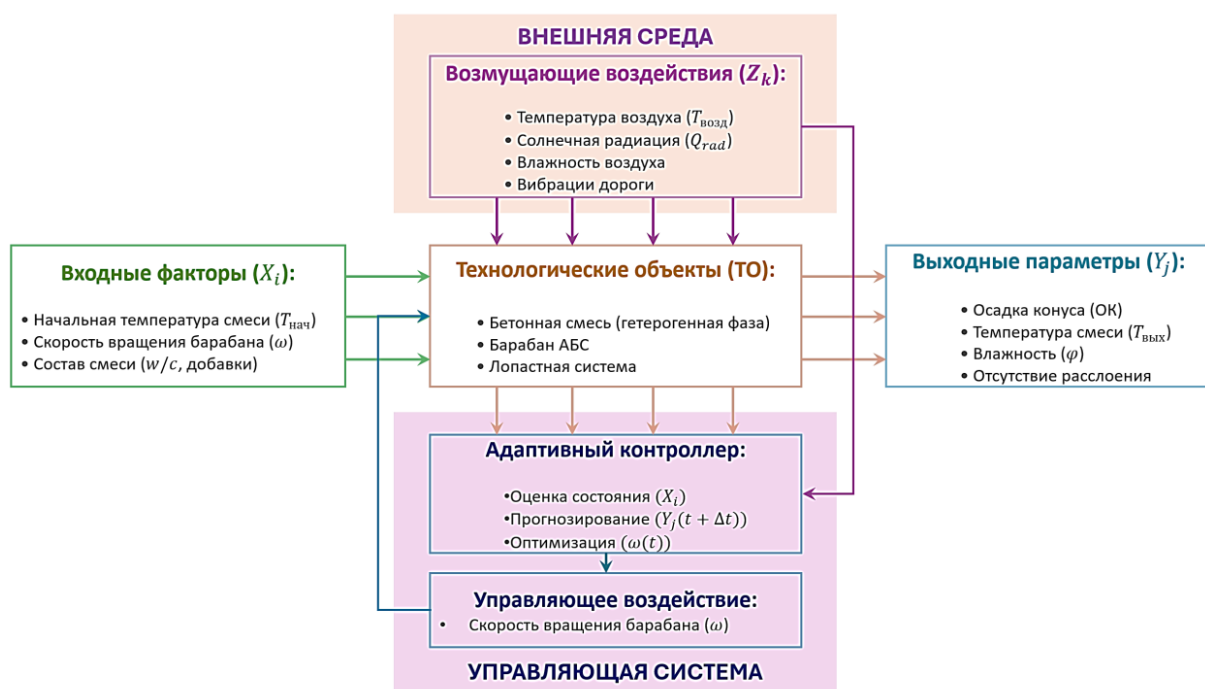 ВНЕШНЯЯ СРЕДА
Возмущающие воздействия (Z_k):
• Температура воздуха (T_возд)
• Солнечная радиация (Q_rad)
• Влажность воздуха
• Вибрации дороги
Входные факторы (X_i):
• Начальная температура смеси (T_нач)
• Скорость вращения барабана (ω)
• Состав смеси (w/c, добавки)
Технологические объекты (ТО):
• Бетонная смесь (гетерогенная фаза)
• Барабан АБС
• Лопастная система
Выходные параметры (Y_j):
• Осадка конуса (ОК)
• Температура смеси (T_вых)
• Влажность (φ)
• Отсутствие расслоения
Адаптивный контроллер:
•Оценка состояния (X_i)
•Прогнозирование (Y_j(t + Δt))
•Оптимизация (ω(t))
Управляющее воздействие:
• Скорость вращения барабана (ω)
УПРАВЛЯЮЩАЯ СИСТЕМА